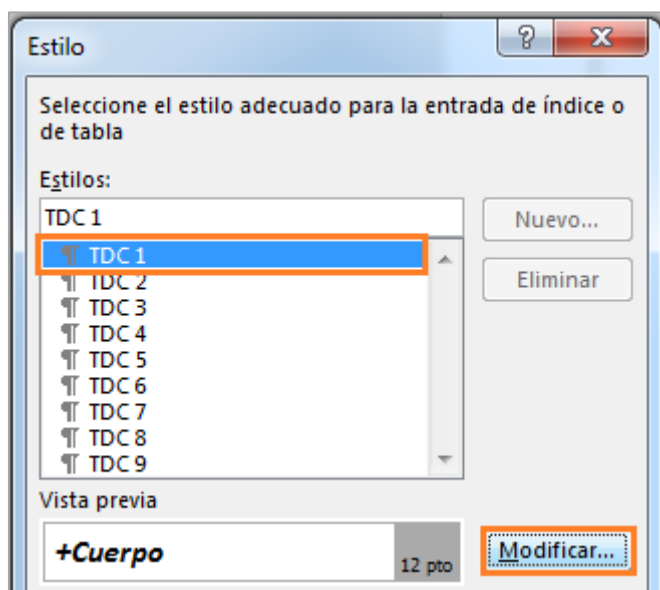 Estilo
Seleccione el estilo adecuado para la entrada de índice o
de tabla
Estilos:
TDC 1
Nuevo...
TDC 1
TDC 2
Eliminar
TDC 3
TDC 4
TDC 5
TDC 6
TDC 7
TDC 8
TDC 9
Vista previa
+Cuerpo
12 pto
Modificar...